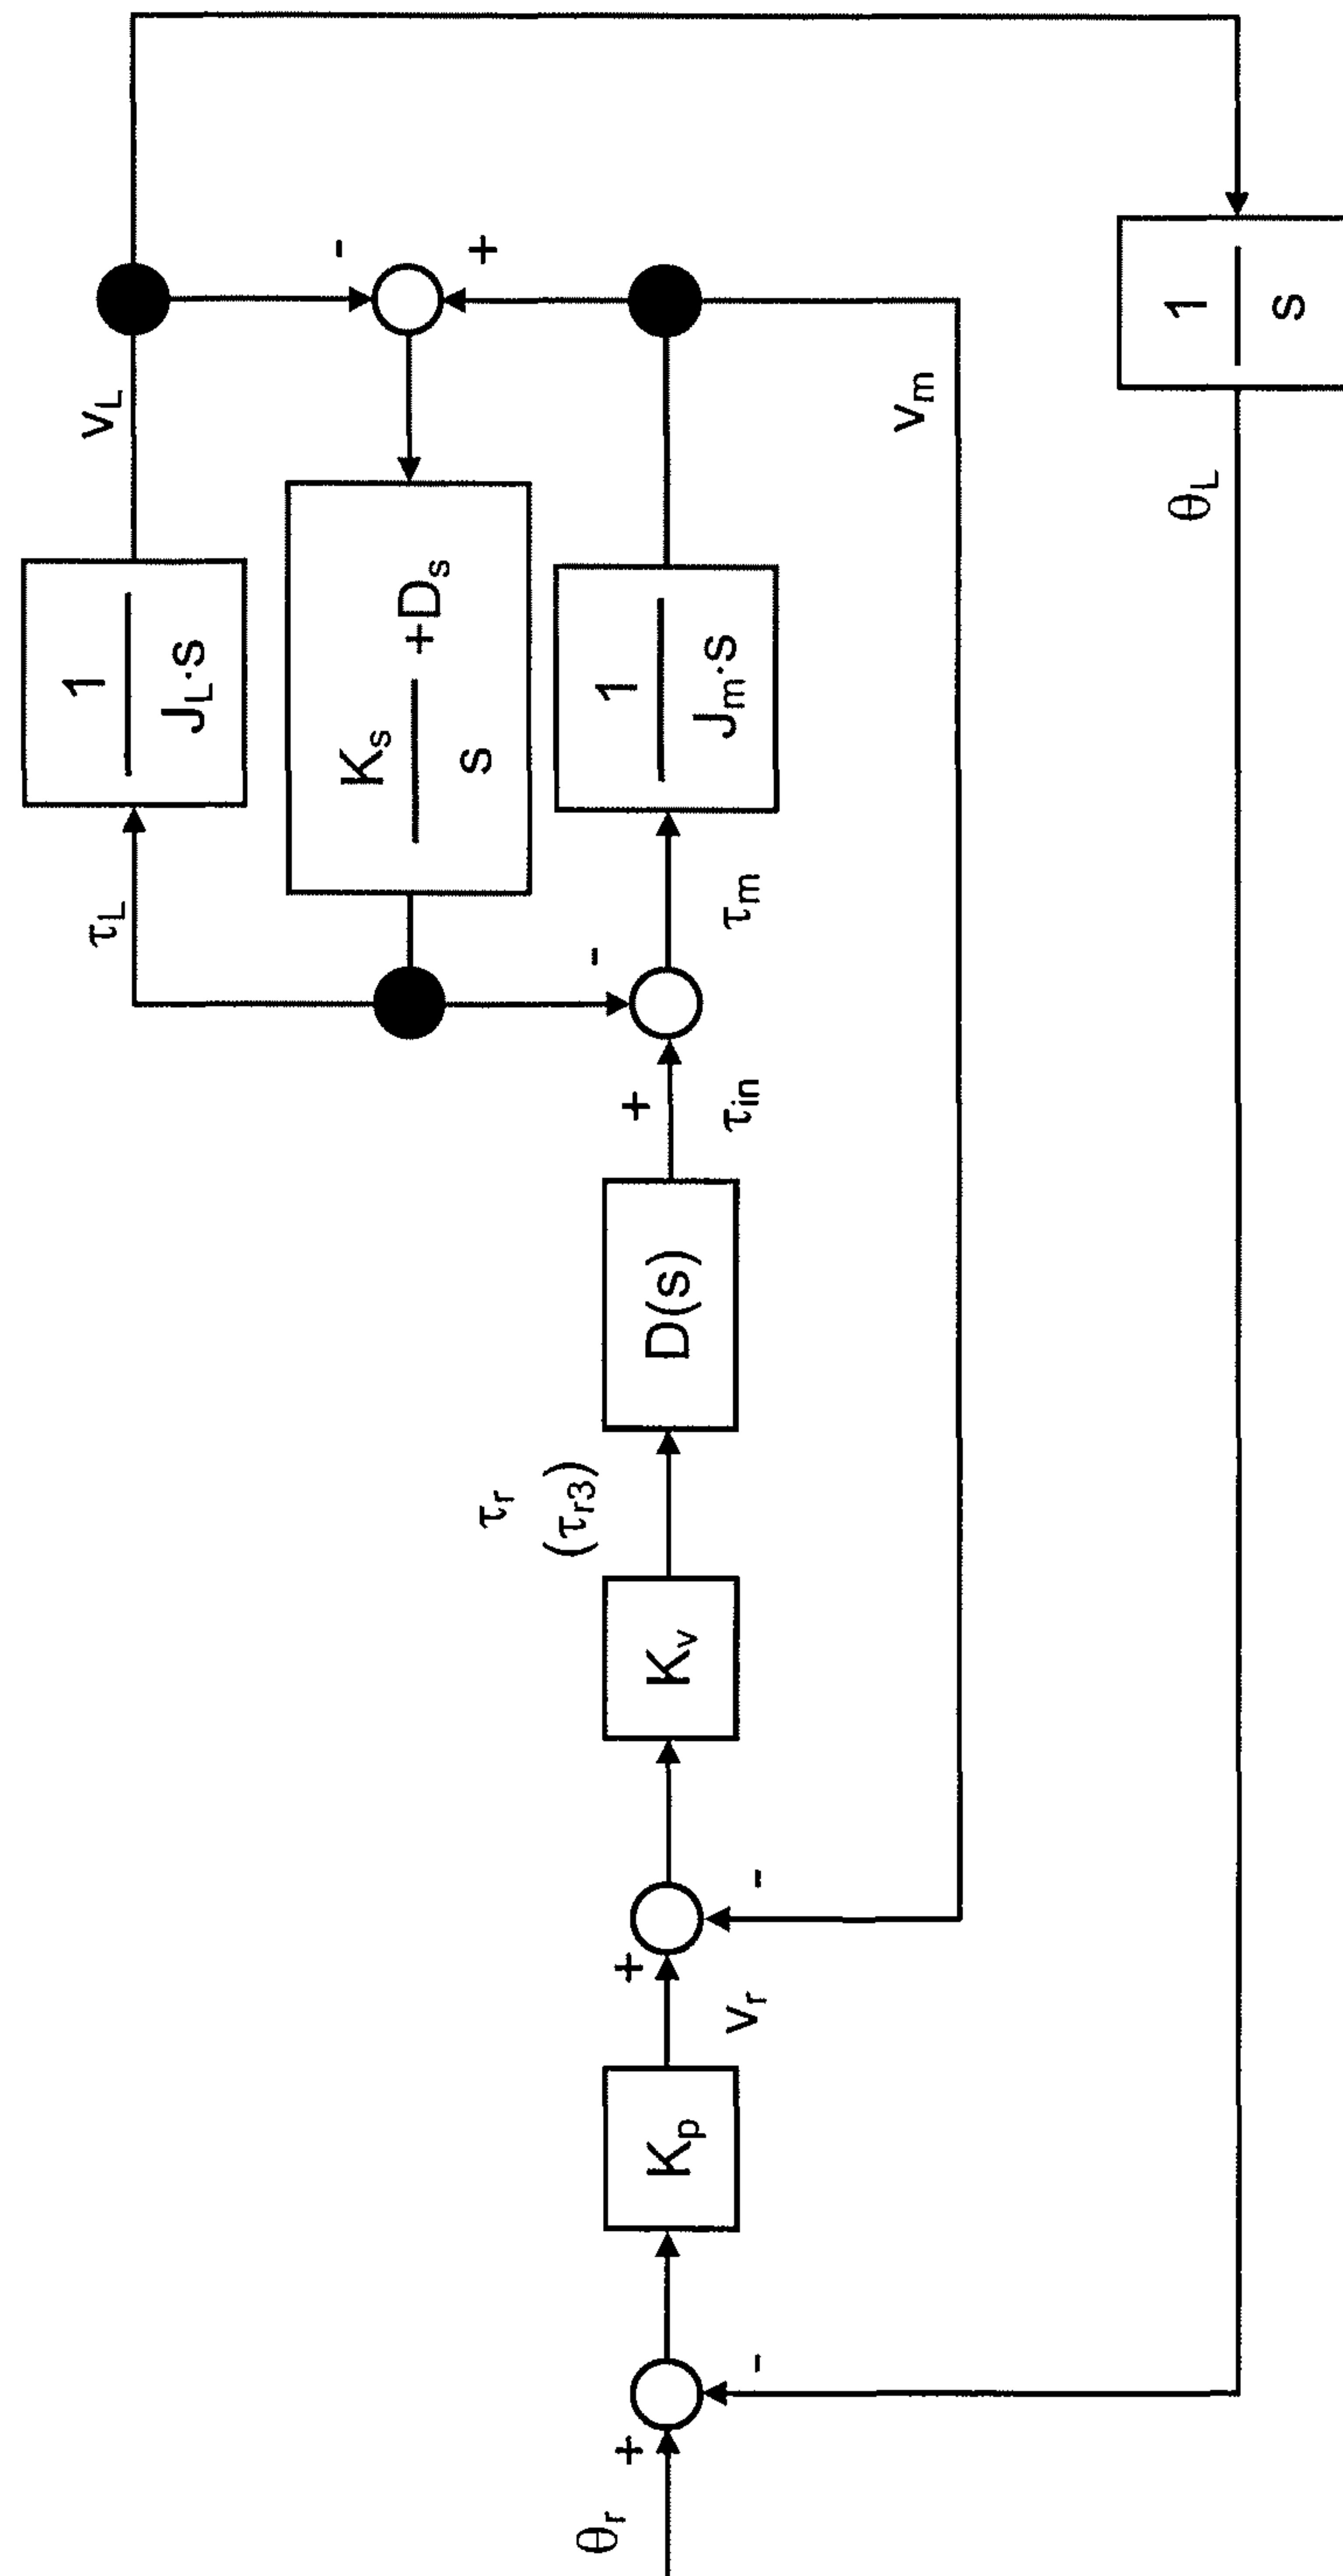 θr
+
-
Kp
vr
+
-
Kv
τr
(τr3)
D(s)
τin
+
-
τm
τL
1
JL·s
Ks
s
+Ds
1
Jm·s
vL
-
+
vm
θL
1
s